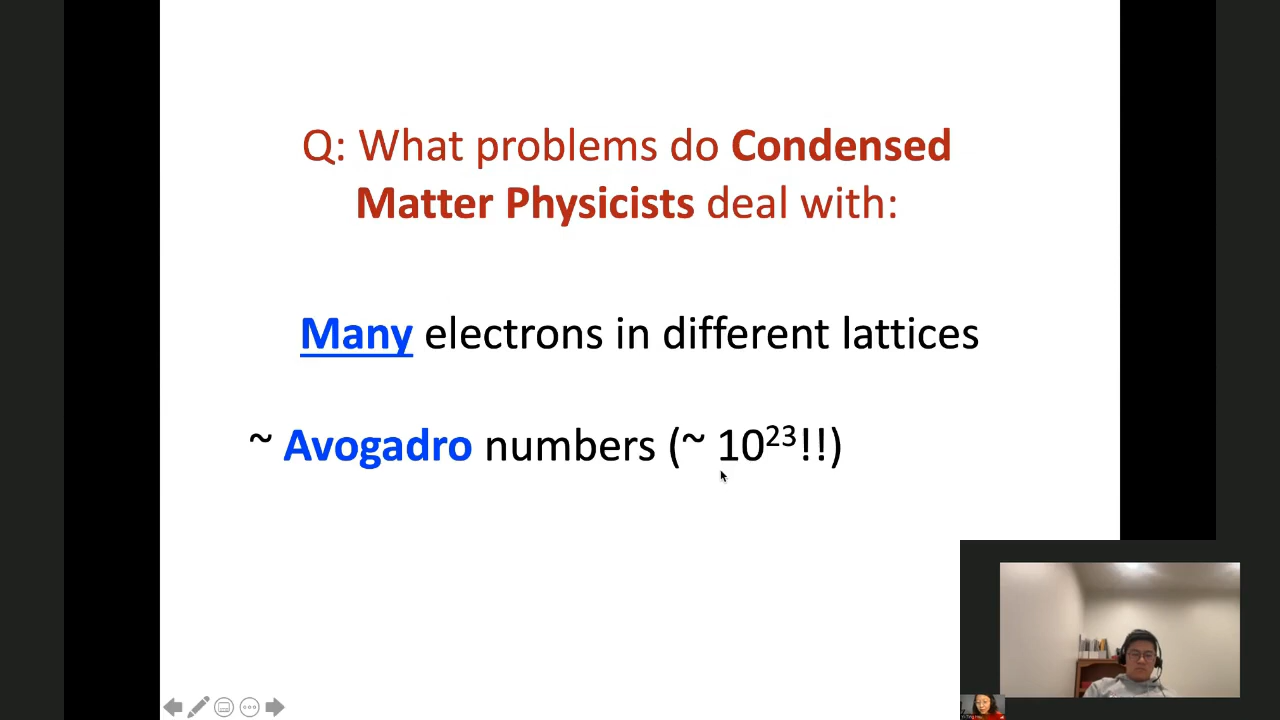 Q: What problems do Condensed
Matter Physicists deal with:
Many electrons in different lattices
~ Avogadro numbers (~ 10²³!!)